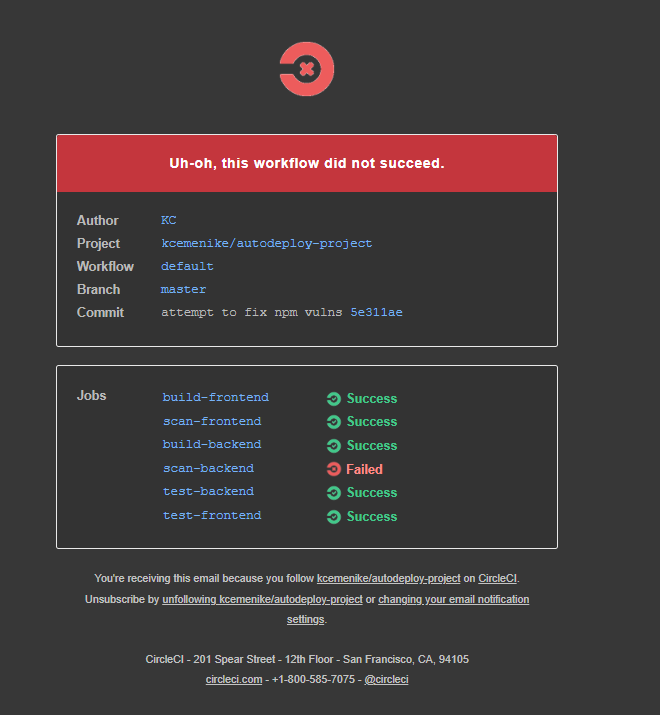 Uh-oh, this workflow did not succeed.
Author KC
Project kcemenike/autodeploy-project
Workflow default
Branch master
Commit attempt to fix npm vulns 5e311ae
Jobs build-frontend Success
scan-frontend Success
build-backend Success
scan-backend Failed
test-backend Success
test-frontend Success
You're receiving this email because you follow kcemenike/autodeploy-project on CircleCI.
Unsubscribe by unfollowing kcemenike/autodeploy-project or changing your email notification
settings.
CircleCI - 201 Spear Street - 12th Floor - San Francisco, CA, 94105
circleci.com - +1-800-585-7075 - @circleci